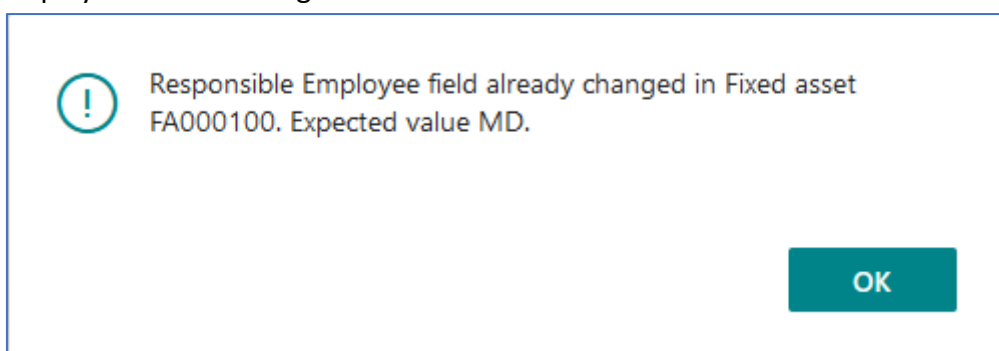 Responsible Employee field already changed in Fixed asset
FA000100. Expected value MD.
OK